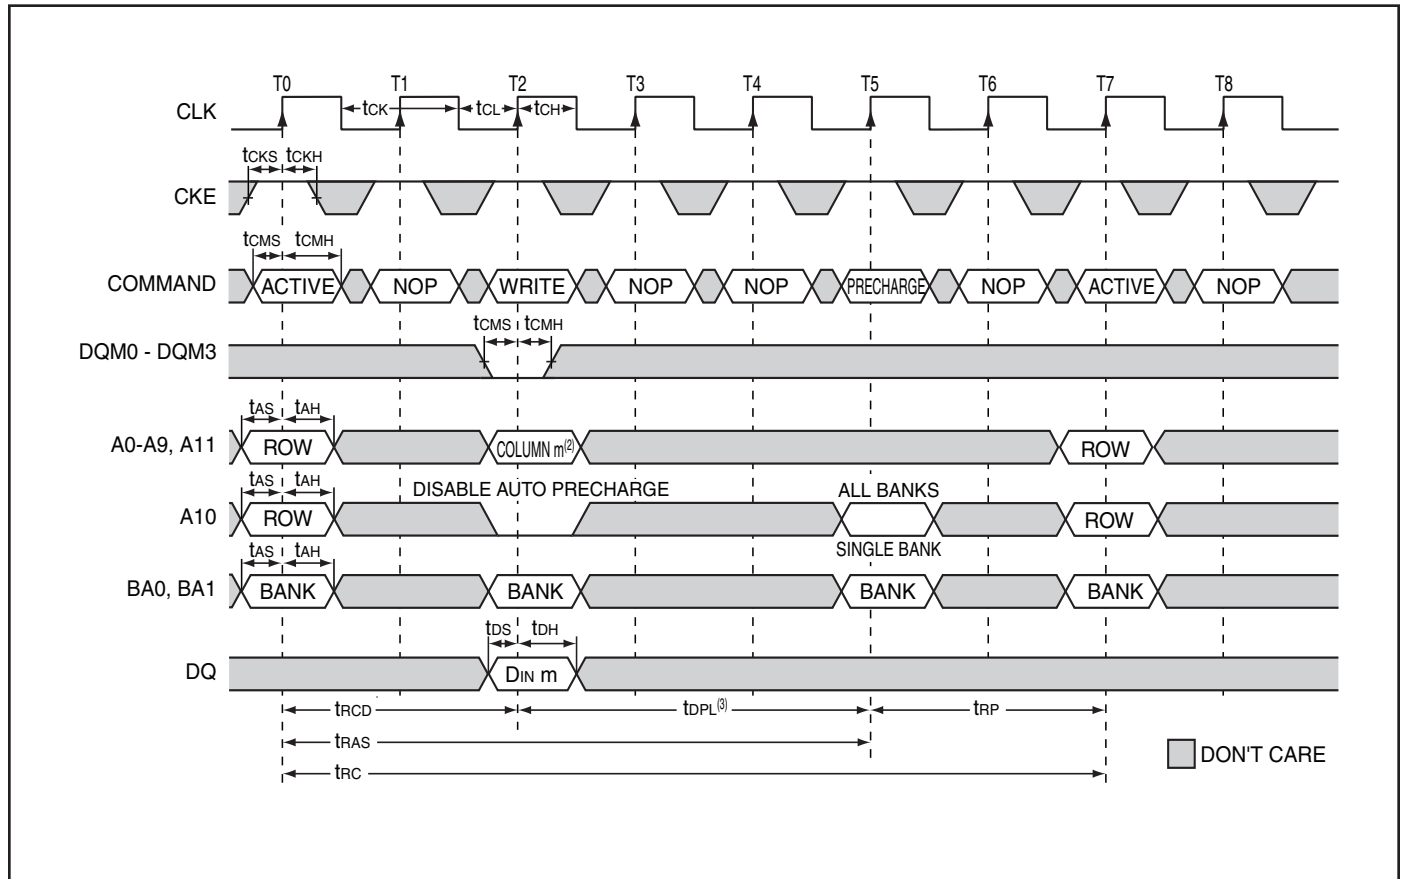 T0 T1 T2 T3 T4 T5 T6 T7 T8
CLK tCK tCL tCH
tCKS tCKH
CKE
tCMS tCMH
COMMAND ACTIVE NOP WRITE NOP NOP PRECHARGE NOP ACTIVE NOP
tCMS tCMH
DQM0 - DQM3
tAS tAH
A0-A9, A11 ROW COLUMN m(2) ROW
tAS tAH DISABLE AUTO PRECHARGE ALL BANKS
A10 ROW ROW
tAS tAH SINGLE BANK
BA0, BA1 BANK BANK BANK BANK
tDS tDH
DQ DIN m
tRCD tDPL(3) tRP
tRAS
DON'T CARE
tRC